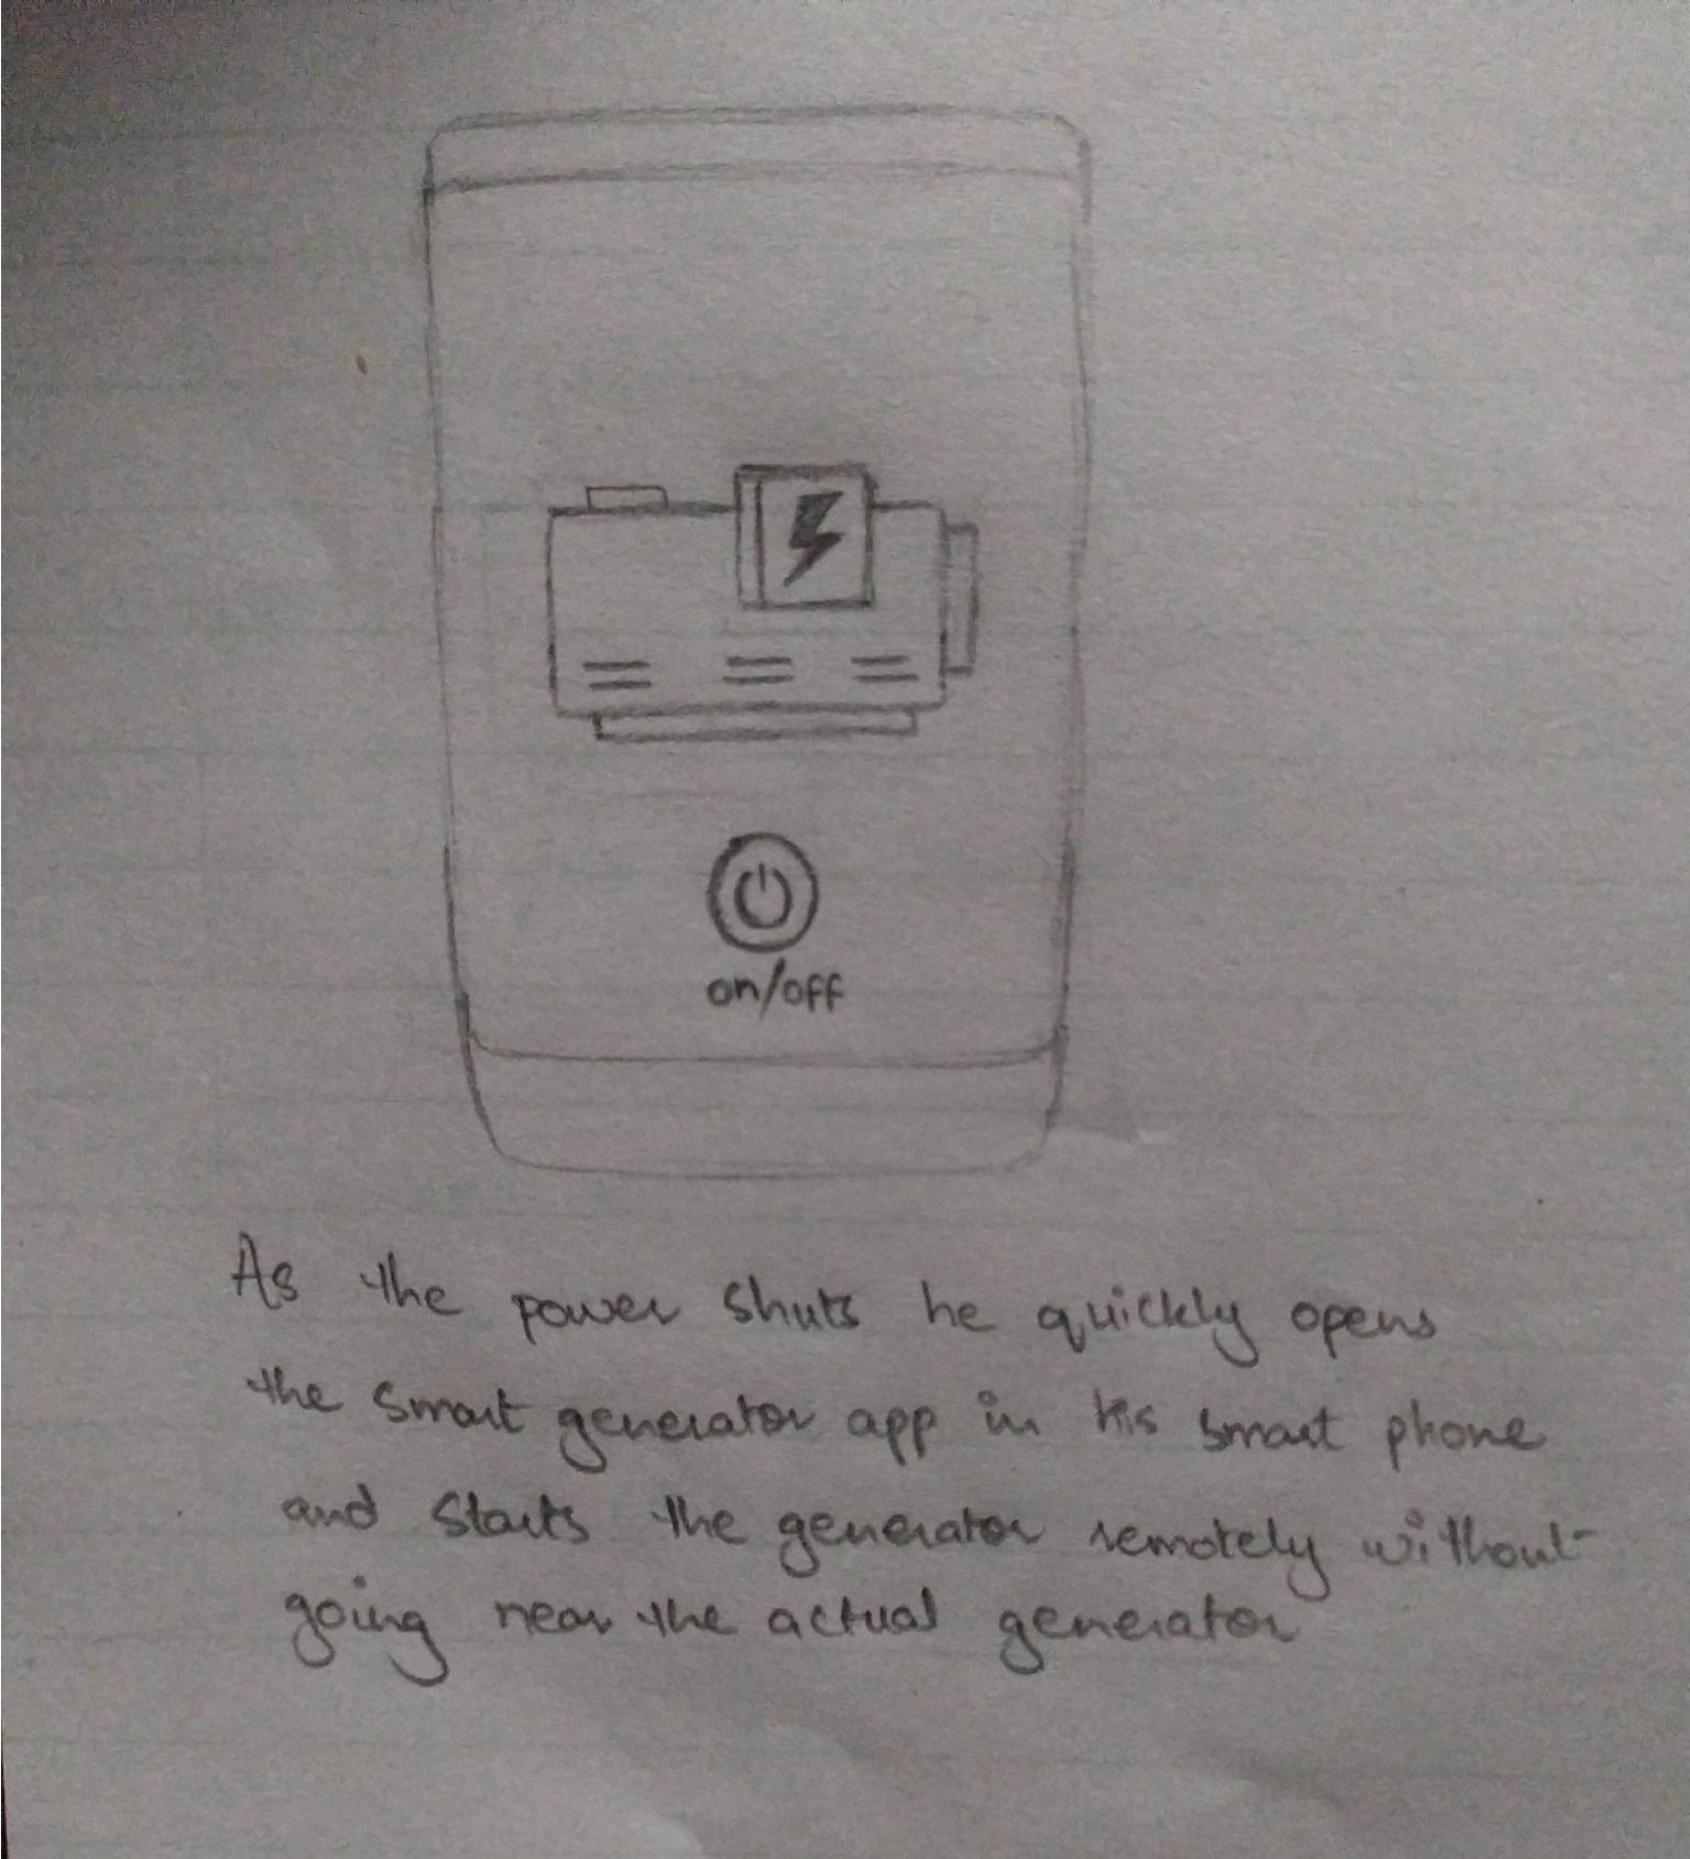 on/off
As the power shuts he quickly opens
the smart generator app in his smart phone
and starts the generator remotely without
going near the actual generator